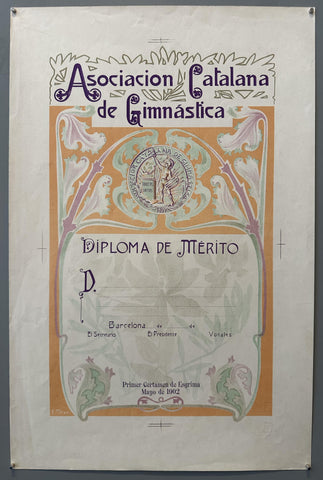 Asociacion Catalana
de Gimnástica
DIPLOMA DE MÉRITO
D.
Barcelona de de
El Secretario El Presidente Vocales
Primer Certamen de Esgrima
Mayo de 1902